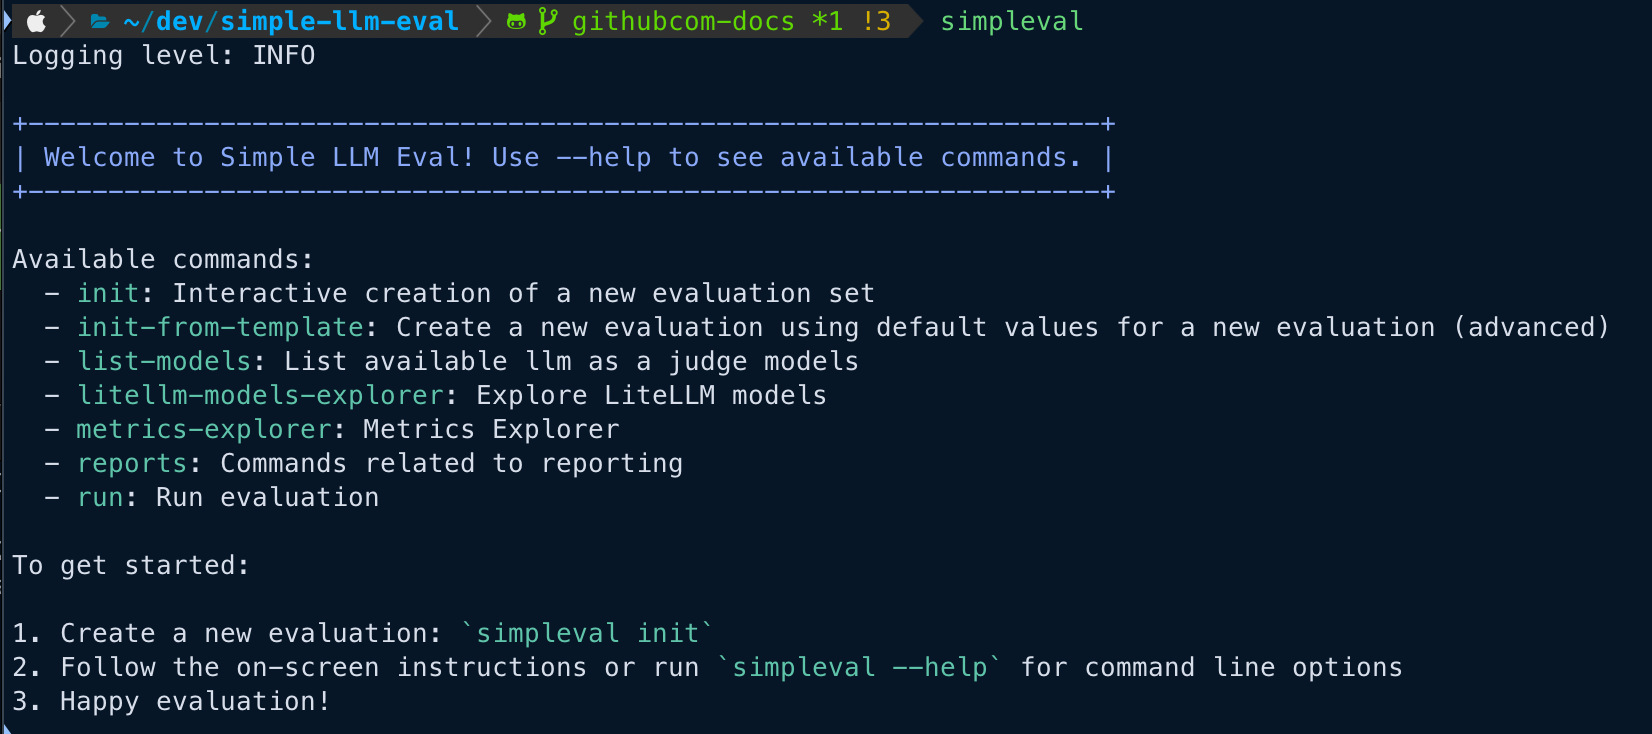 ~/dev/simple-llm-eval githubcom-docs *1 !3 simpleval
Logging level: INFO
+-------------------------------------------------------------------+
| Welcome to Simple LLM Eval! Use --help to see available commands. |
+-------------------------------------------------------------------+
Available commands:
  - init: Interactive creation of a new evaluation set
  - init-from-template: Create a new evaluation using default values for a new evaluation (advanced)
  - list-models: List available llm as a judge models
  - litellm-models-explorer: Explore LiteLLM models
  - metrics-explorer: Metrics Explorer
  - reports: Commands related to reporting
  - run: Run evaluation
To get started:
1. Create a new evaluation: `simpleval init`
2. Follow the on-screen instructions or run `simpleval --help` for command line options
3. Happy evaluation!